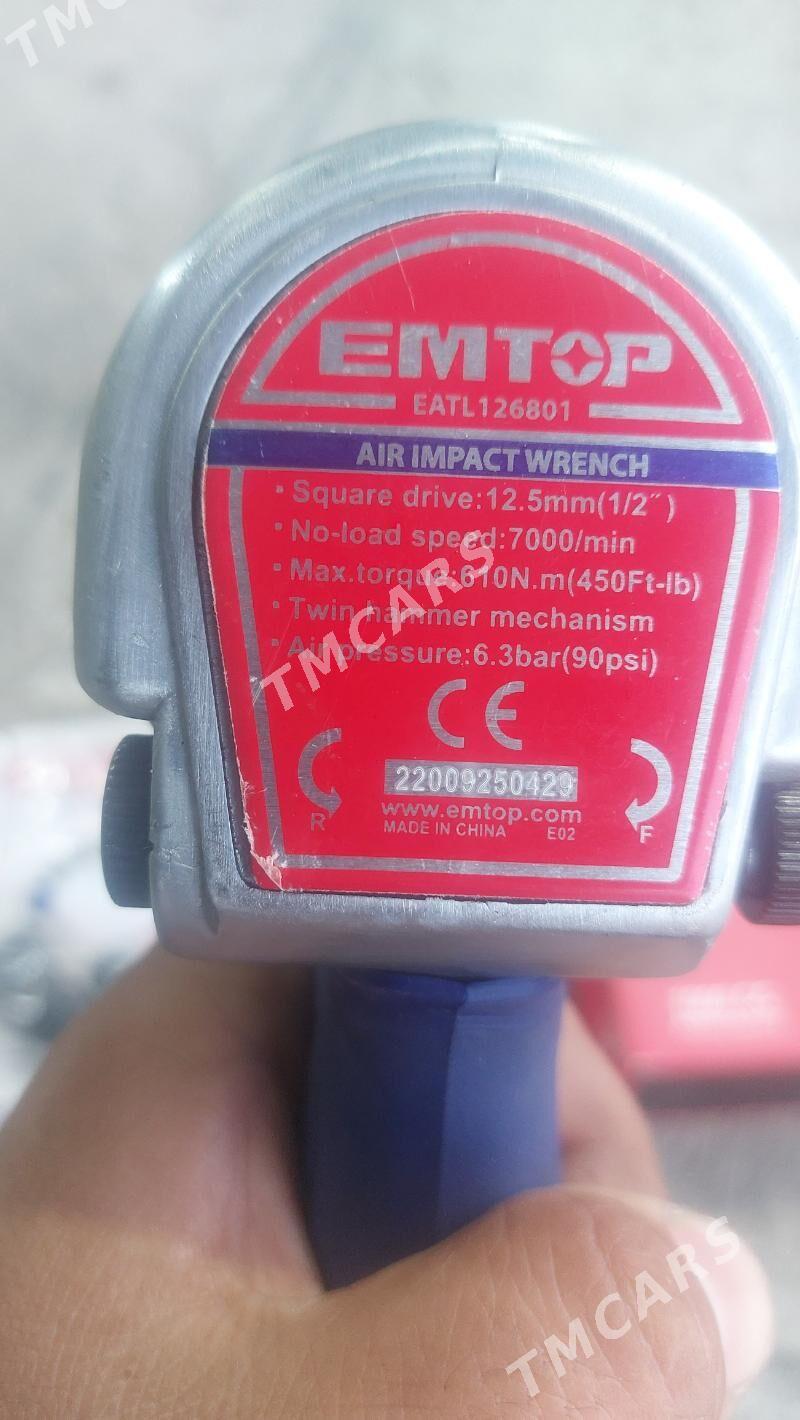 TMCARS
EMTOP
EATL126801
AIR IMPACT WRENCH
· Square drive:12.5mm(1/2″)
· No-load speed:7000/min
· Max.torque:610N.m(450Ft-lb)
· Twin hammer mechanism
· Air pressure:6.3bar(90psi)
TMCARS
CE
22009250429
www.emtop.com
R
MADE IN CHINA E02
F
TMCARS